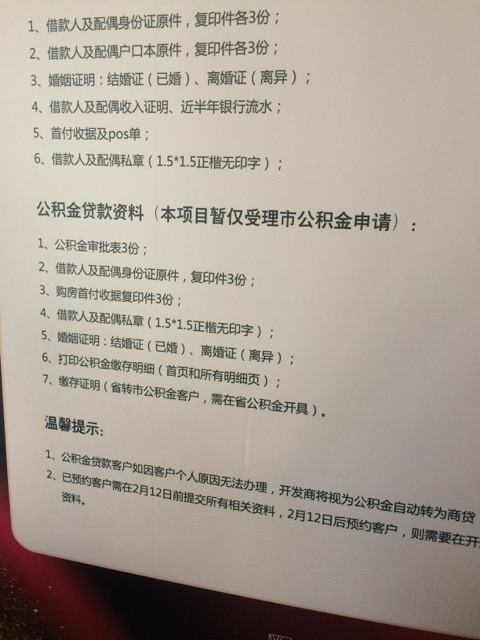 1、借款人及配偶身份证原件，复印件各3份；
2、借款人及配偶户口本原件，复印件各3份；
3、婚姻证明：结婚证（已婚）、离婚证（离异）；
4、借款人及配偶收入证明、近半年银行流水；
5、首付收据及pos单；
6、借款人及配偶私章（1.5*1.5正楷无印字）；
公积金贷款资料（本项目暂仅受理市公积金申请）：
1、公积金审批表3份；
2、借款人及配偶身份证原件，复印件3份；
3、购房首付收据复印件3份；
4、借款人及配偶私章（1.5*1.5正楷无印字）；
5、婚姻证明：结婚证（已婚）、离婚证（离异）；
6、打印公积金缴存明细（首页和所有明细页）；
7、缴存证明（省转市公积金客户，需在省公积金开具）。
温馨提示：
1、公积金贷款客户如因客户个人原因无法办理，开发商将视为公积金自动转为商贷
2、已预约客户需在2月12日前提交所有相关资料，2月12日后预约客户，则需要在开
资料。